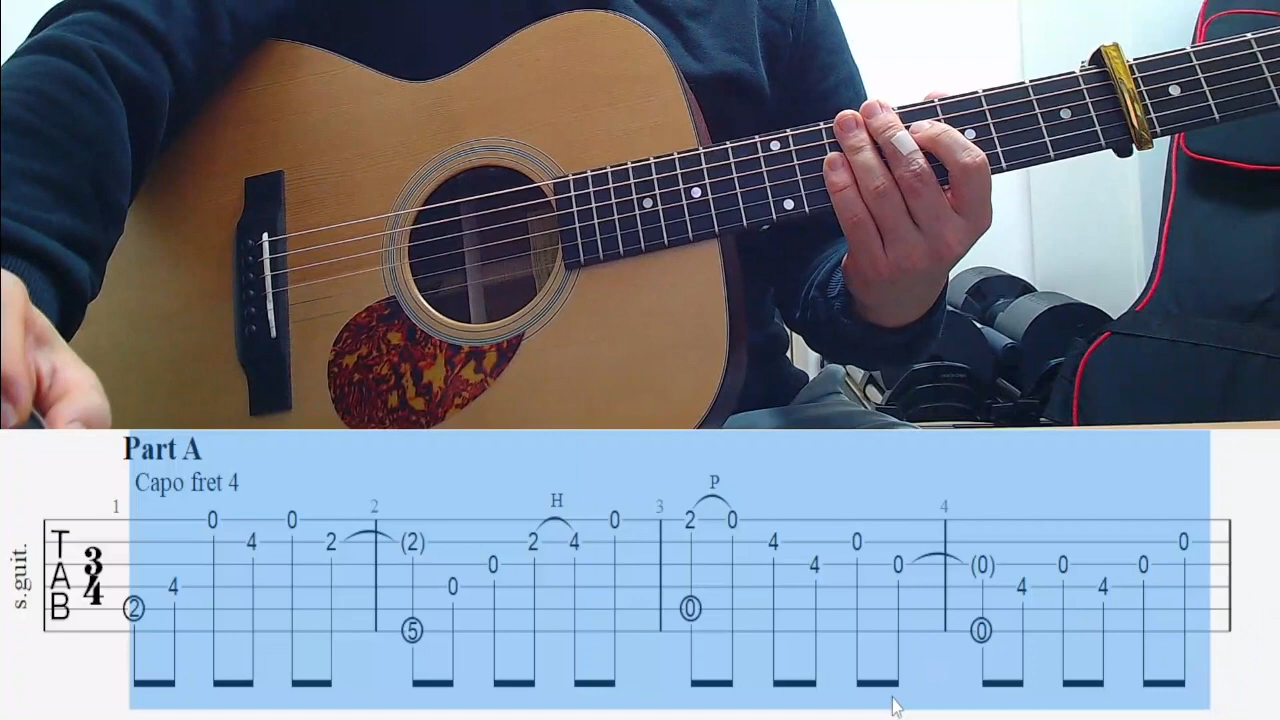 Part A
Capo fret 4
1 2 H 3 P 4
0 0 0 2 0
4 2 (2) 2 4 4 0 0
0 4 0 (0) 0 0
4 0 4 4
2 0
5 0
s.guit.
T
A
B
3
4